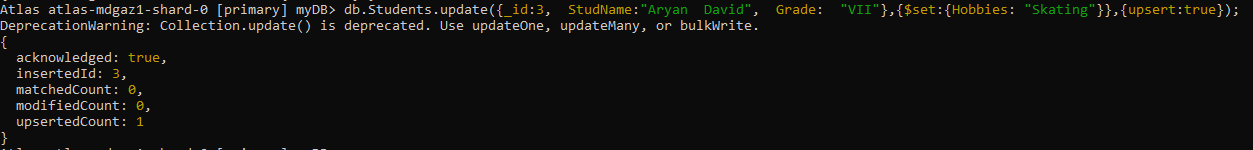 Atlas atlas-mdgaz1-shard-0 [primary] myDB> db.Students.update({_id:3,  StudName:"Aryan  David",  Grade:  "VII"},{$set:{Hobbies: "Skating"}},{upsert:true});
DeprecationWarning: Collection.update() is deprecated. Use updateOne, updateMany, or bulkWrite.
{
  acknowledged: true,
  insertedId: 3,
  matchedCount: 0,
  modifiedCount: 0,
  upsertedCount: 1
}